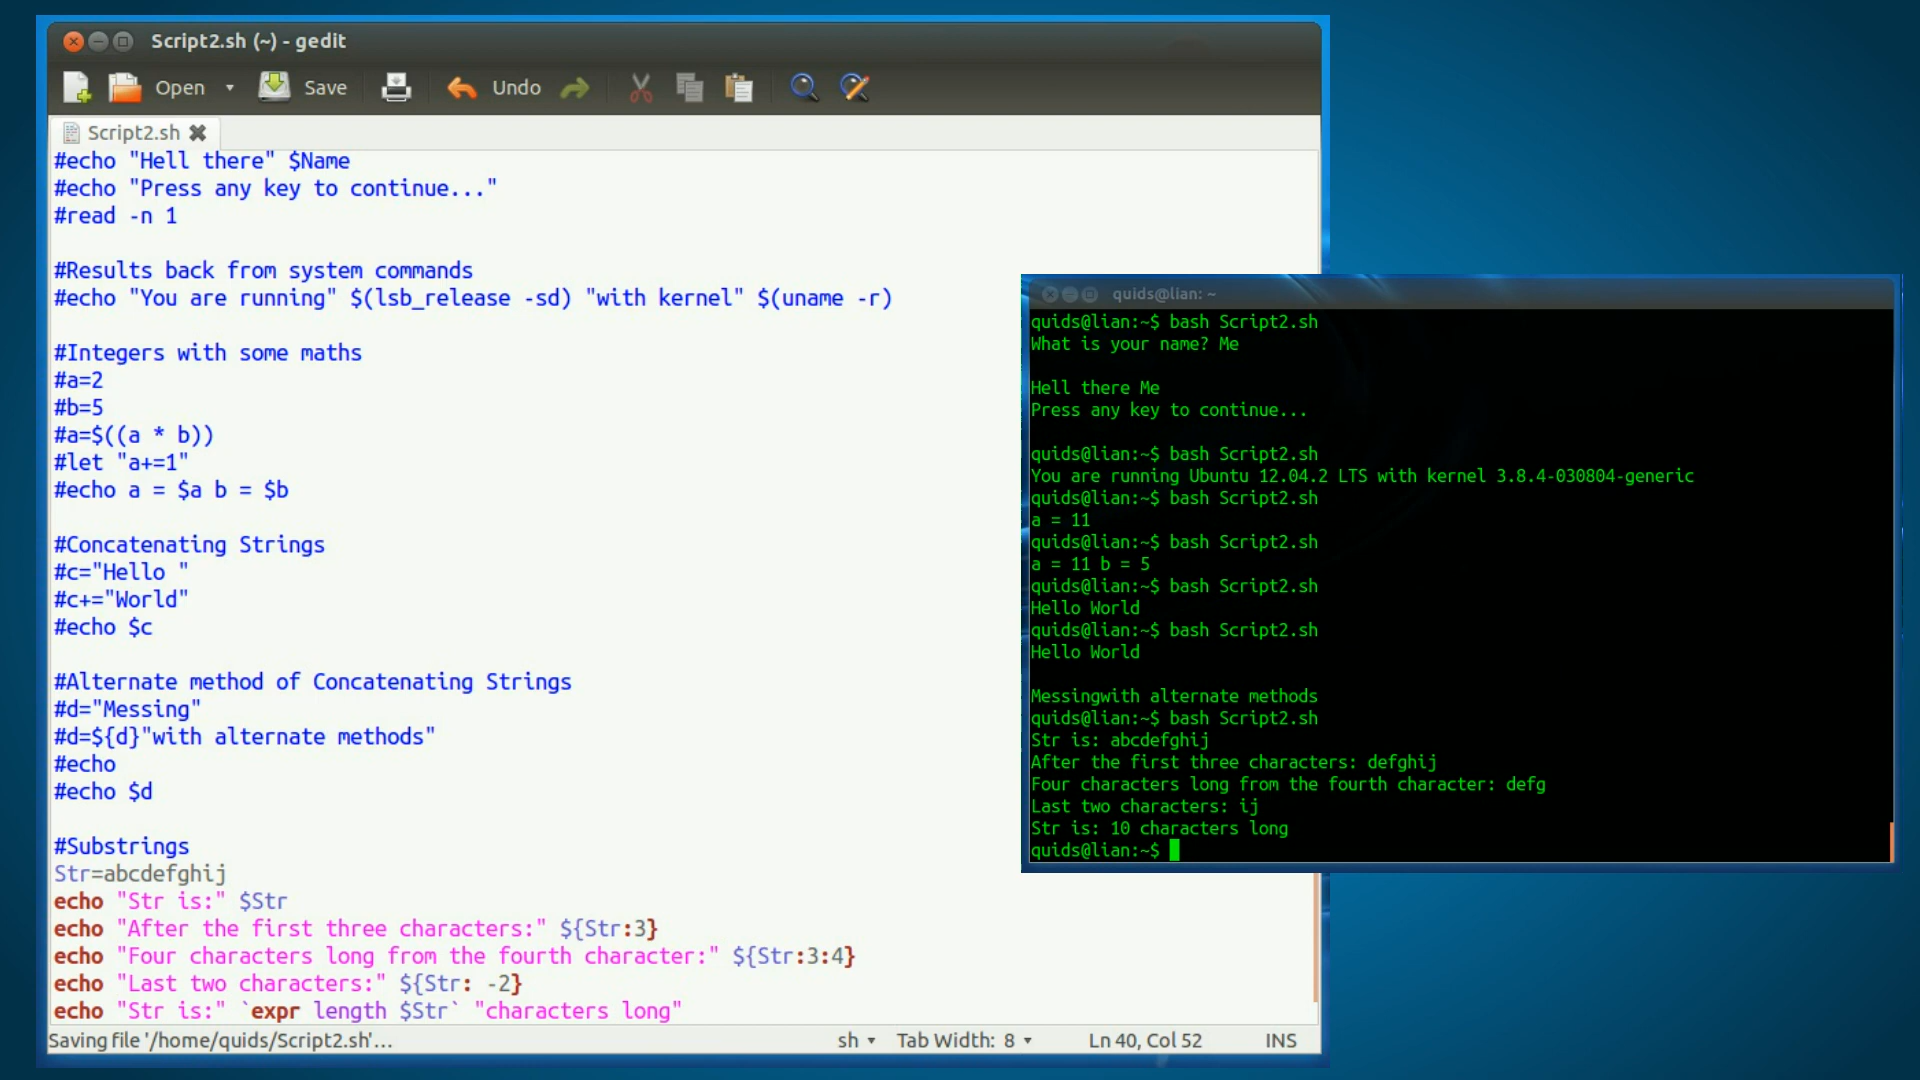 Script2.sh (~) - gedit
Open
Save
Undo
Script2.sh
#echo "Hell there" $Name
#echo "Press any key to continue..."
#read -n 1
#Results back from system commands
#echo "You are running" $(lsb_release -sd) "with kernel" $(uname -r)
#Integers with some maths
#a=2
#b=5
#a=$((a * b))
#let "a+=1"
#echo a = $a b = $b
#Concatenating Strings
#c="Hello "
#c+="World"
#echo $c
#Alternate method of Concatenating Strings
#d="Messing"
#d=${d}"with alternate methods"
#echo
#echo $d
#Substrings
Str=abcdefghij
echo "Str is:" $Str
echo "After the first three characters:" ${Str:3}
echo "Four characters long from the fourth character:" ${Str:3:4}
echo "Last two characters:" ${Str: -2}
echo "Str is:" `expr length $Str` "characters long"
Saving file '/home/quids/Script2.sh'...
sh
Tab Width: 8
Ln 40, Col 52
INS
quids@lian: ~
quids@lian:~$ bash Script2.sh
What is your name? Me
Hell there Me
Press any key to continue...
quids@lian:~$ bash Script2.sh
You are running Ubuntu 12.04.2 LTS with kernel 3.8.4-030804-generic
quids@lian:~$ bash Script2.sh
a = 11
quids@lian:~$ bash Script2.sh
a = 11 b = 5
quids@lian:~$ bash Script2.sh
Hello World
quids@lian:~$ bash Script2.sh
Hello World
Messingwith alternate methods
quids@lian:~$ bash Script2.sh
Str is: abcdefghij
After the first three characters: defghij
Four characters long from the fourth character: defg
Last two characters: ij
Str is: 10 characters long
quids@lian:~$